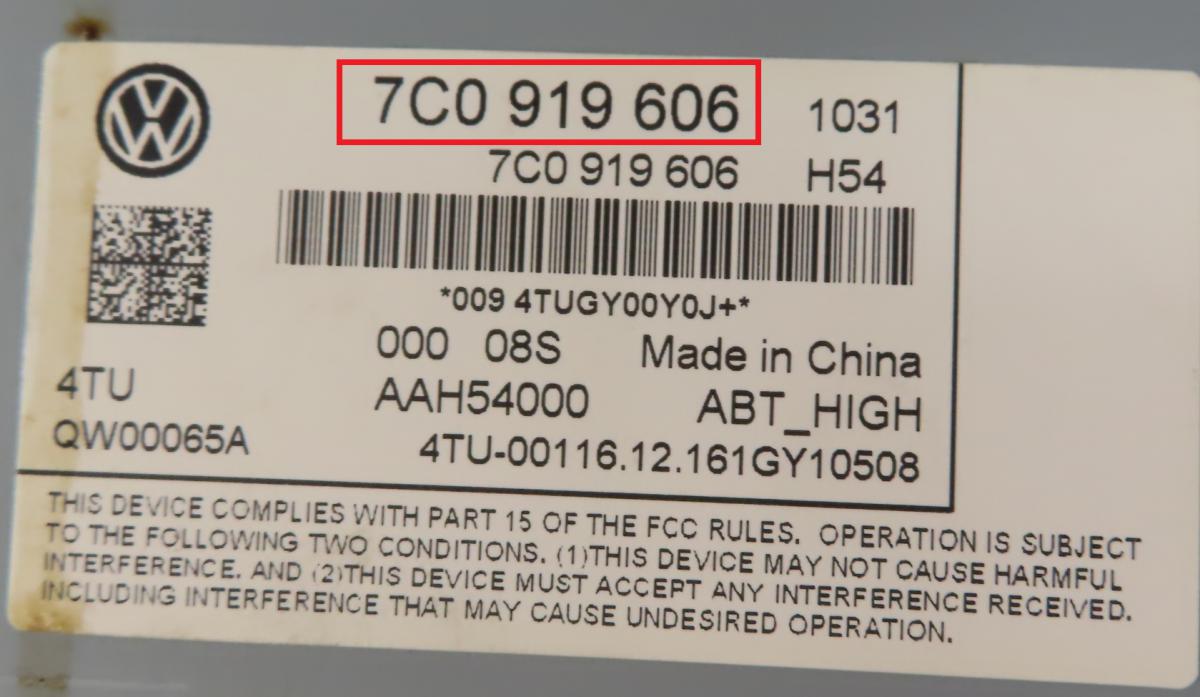 7C0 919 606 1031
7C0 919 606 H54
*009 4TUGY00Y0J+*
000 08S Made in China
4TU AAH54000 ABT_HIGH
QW00065A 4TU-00116.12.161GY10508
THIS DEVICE COMPLIES WITH PART 15 OF THE FCC RULES. OPERATION IS SUBJECT
TO THE FOLLOWING TWO CONDITIONS. (1)THIS DEVICE MAY NOT CAUSE HARMFUL
INTERFERENCE. AND (2)THIS DEVICE MUST ACCEPT ANY INTERFERENCE RECEIVED.
INCLUDING INTERFERENCE THAT MAY CAUSE UNDESIRED OPERATION.